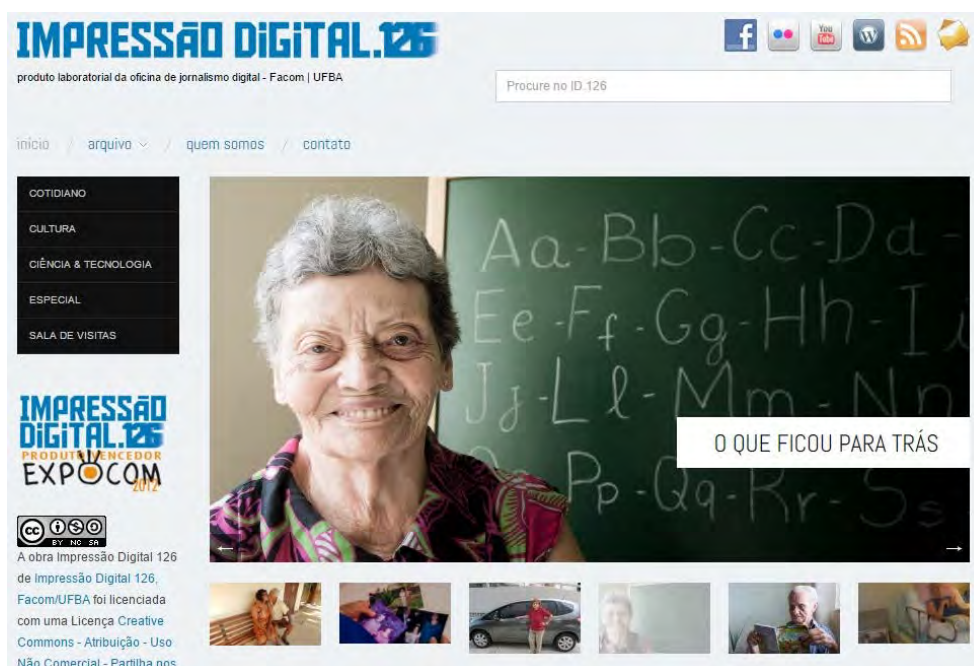 IMPRESSÃO DIGITAL.126
produto laboratorial da oficina de jornalismo digital - Facom | UFBA
You
Tube
Procure no ID.126
início / arquivo / quem somos / contato
COTIDIANO
CULTURA
CIÊNCIA & TECNOLOGIA
ESPECIAL
SALA DE VISITAS
Aa - Bb - Cc - Dd -
Ee - Ff - Gg - Hh - I i
Jj - L l - Mm - Nn
Pp - Qq - Rr - Ss
O QUE FICOU PARA TRÁS
IMPRESSÃO
DIGITAL.126
PRODUTO VENCEDOR
EXPOCOM
2012
cc BY NC SA
A obra Impressão Digital 126
de Impressão Digital 126,
Facom/UFBA foi licenciada
com uma Licença Creative
Commons - Atribuição - Uso
Não Comercial - Partilha nos